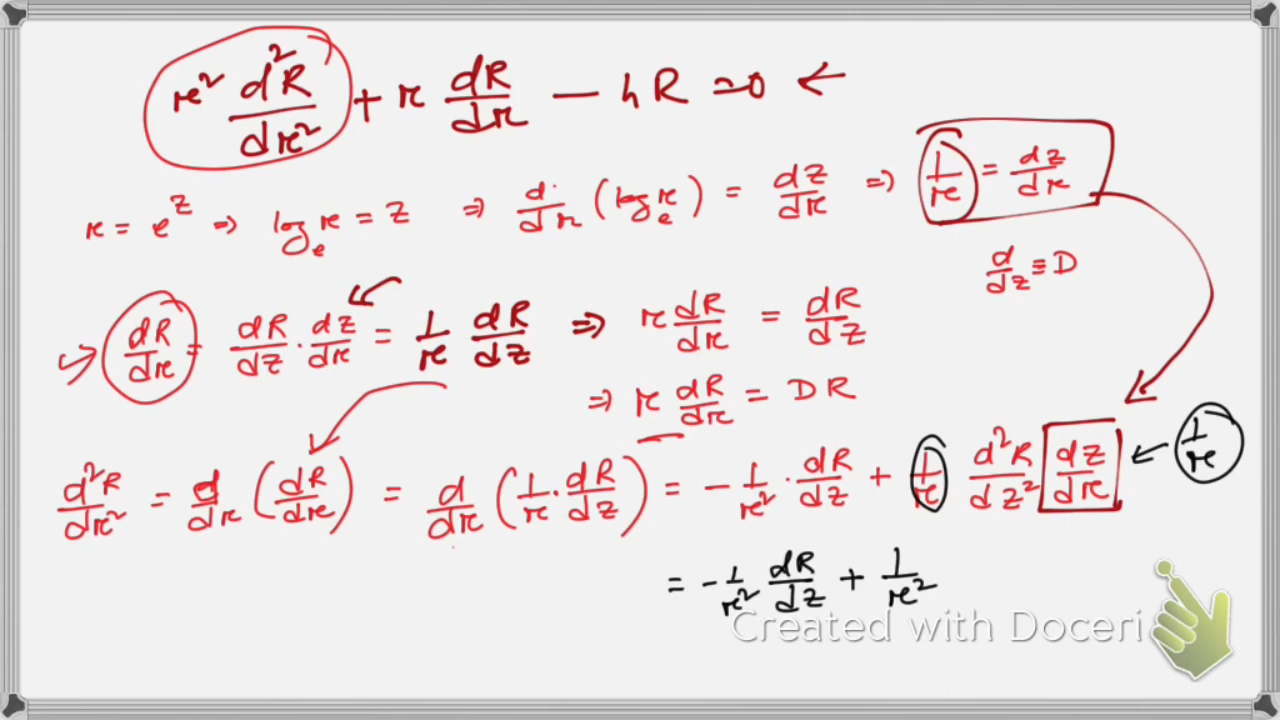 r² d²R/dr² + r dR/dr − hR = 0 ←
r = e^z ⇒ logₑ r = z ⇒ d/dr (logₑ r) = dz/dr ⇒ 1/r = dz/dr
d/dz ≡ D
dR/dr = dR/dz · dz/dr = 1/r dR/dz ⇒ r dR/dr = dR/dz
⇒ r dR/dr = DR
d²R/dr² = d/dr (dR/dr) = d/dr (1/r · dR/dz) = −1/r² · dR/dz + 1/r d²R/dz² dz/dr ← 1/r
= −1/r² dR/dz + 1/r²
Created with Doceri